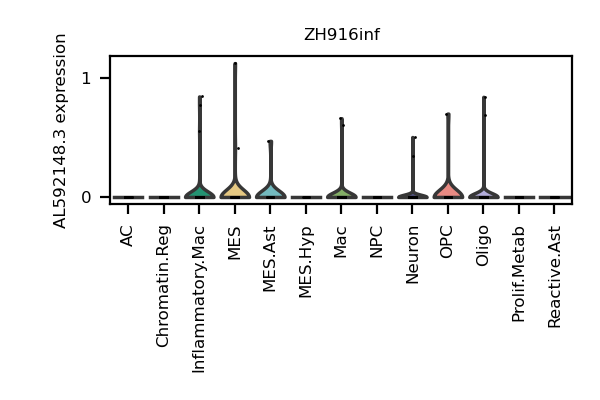 ZH916inf
AL592148.3 expression
1
0
AC
Chromatin.Reg
Inflammatory.Mac
MES
MES.Ast
MES.Hyp
Mac
NPC
Neuron
OPC
Oligo
Prolif.Metab
Reactive.Ast